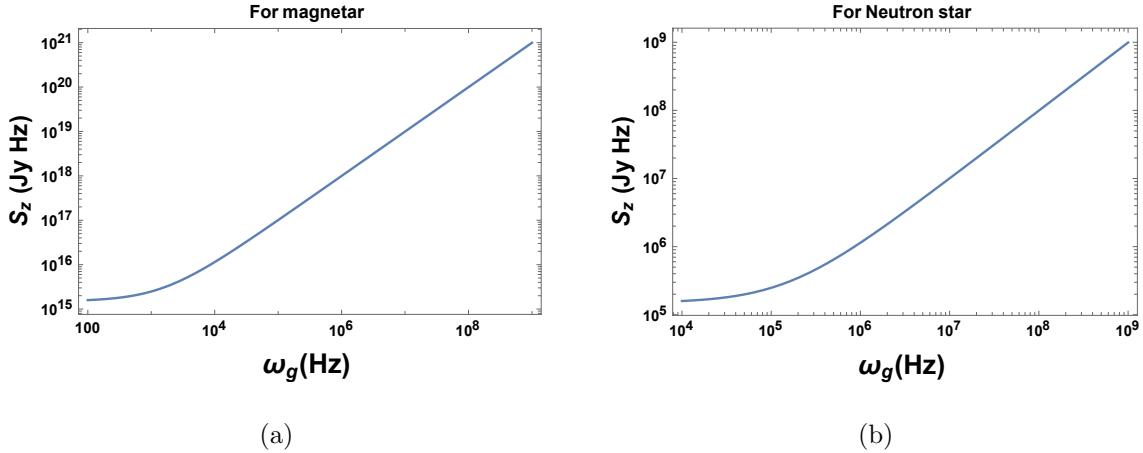 For magnetar
S_z (Jy Hz)
10^21
10^20
10^19
10^18
10^17
10^16
10^15
100 10^4 10^6 10^8
ω_g(Hz)
(a)
For Neutron star
S_z (Jy Hz)
10^9
10^8
10^7
10^6
10^5
10^4 10^5 10^6 10^7 10^8 10^9
ω_g(Hz)
(b)